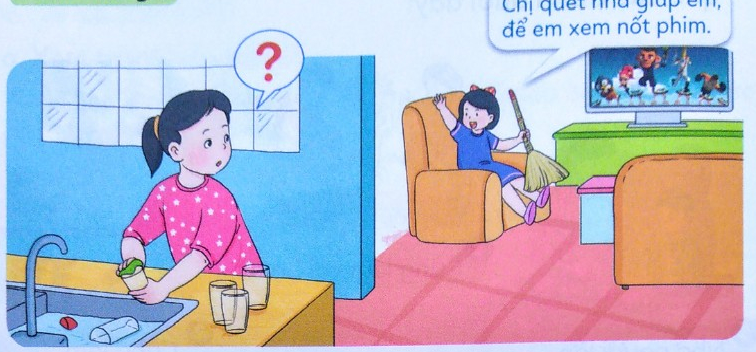 Chị quét nhà giúp em,
để em xem nốt phim.
?